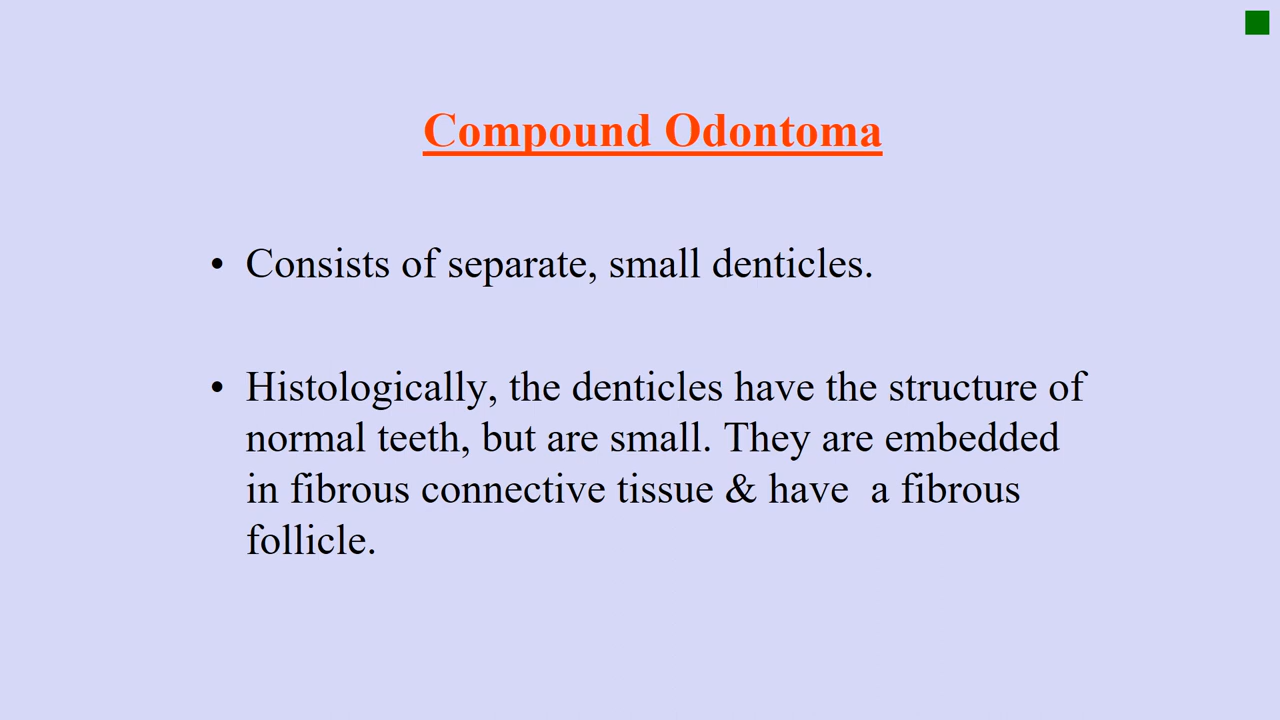 Compound Odontoma
• Consists of separate, small denticles.
• Histologically, the denticles have the structure of
normal teeth, but are small. They are embedded
in fibrous connective tissue & have  a fibrous
follicle.